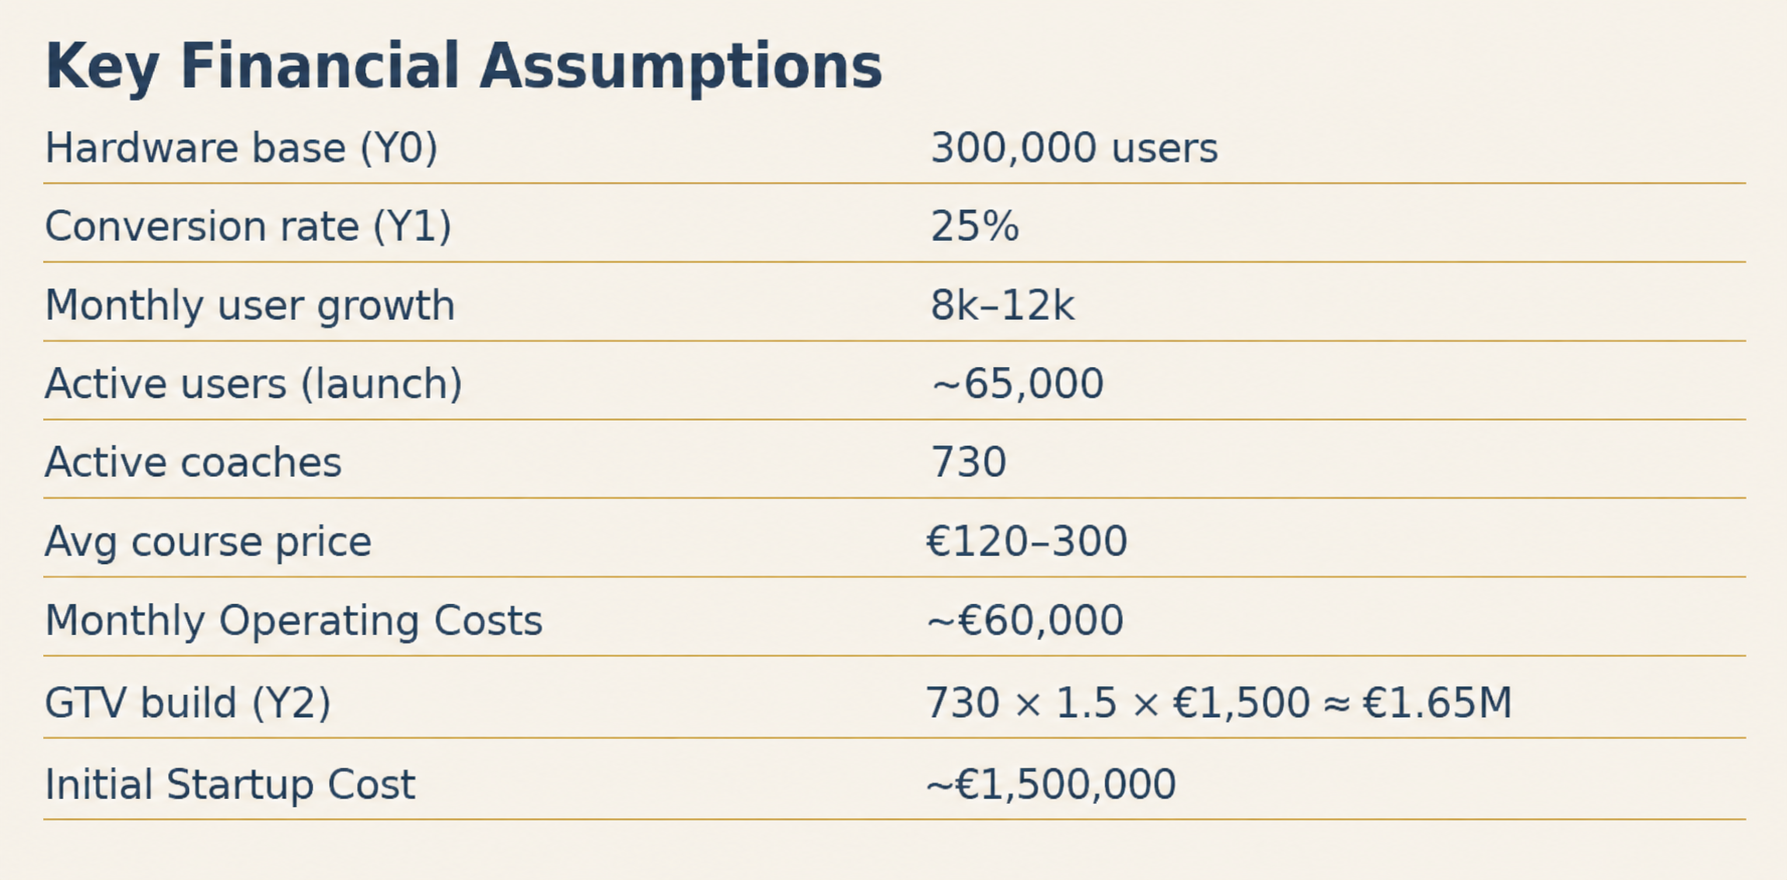 Key Financial Assumptions
Hardware base (Y0) 300,000 users
Conversion rate (Y1) 25%
Monthly user growth 8k–12k
Active users (launch) ~65,000
Active coaches 730
Avg course price €120–300
Monthly Operating Costs ~€60,000
GTV build (Y2) 730 × 1.5 × €1,500 ≈ €1.65M
Initial Startup Cost ~€1,500,000